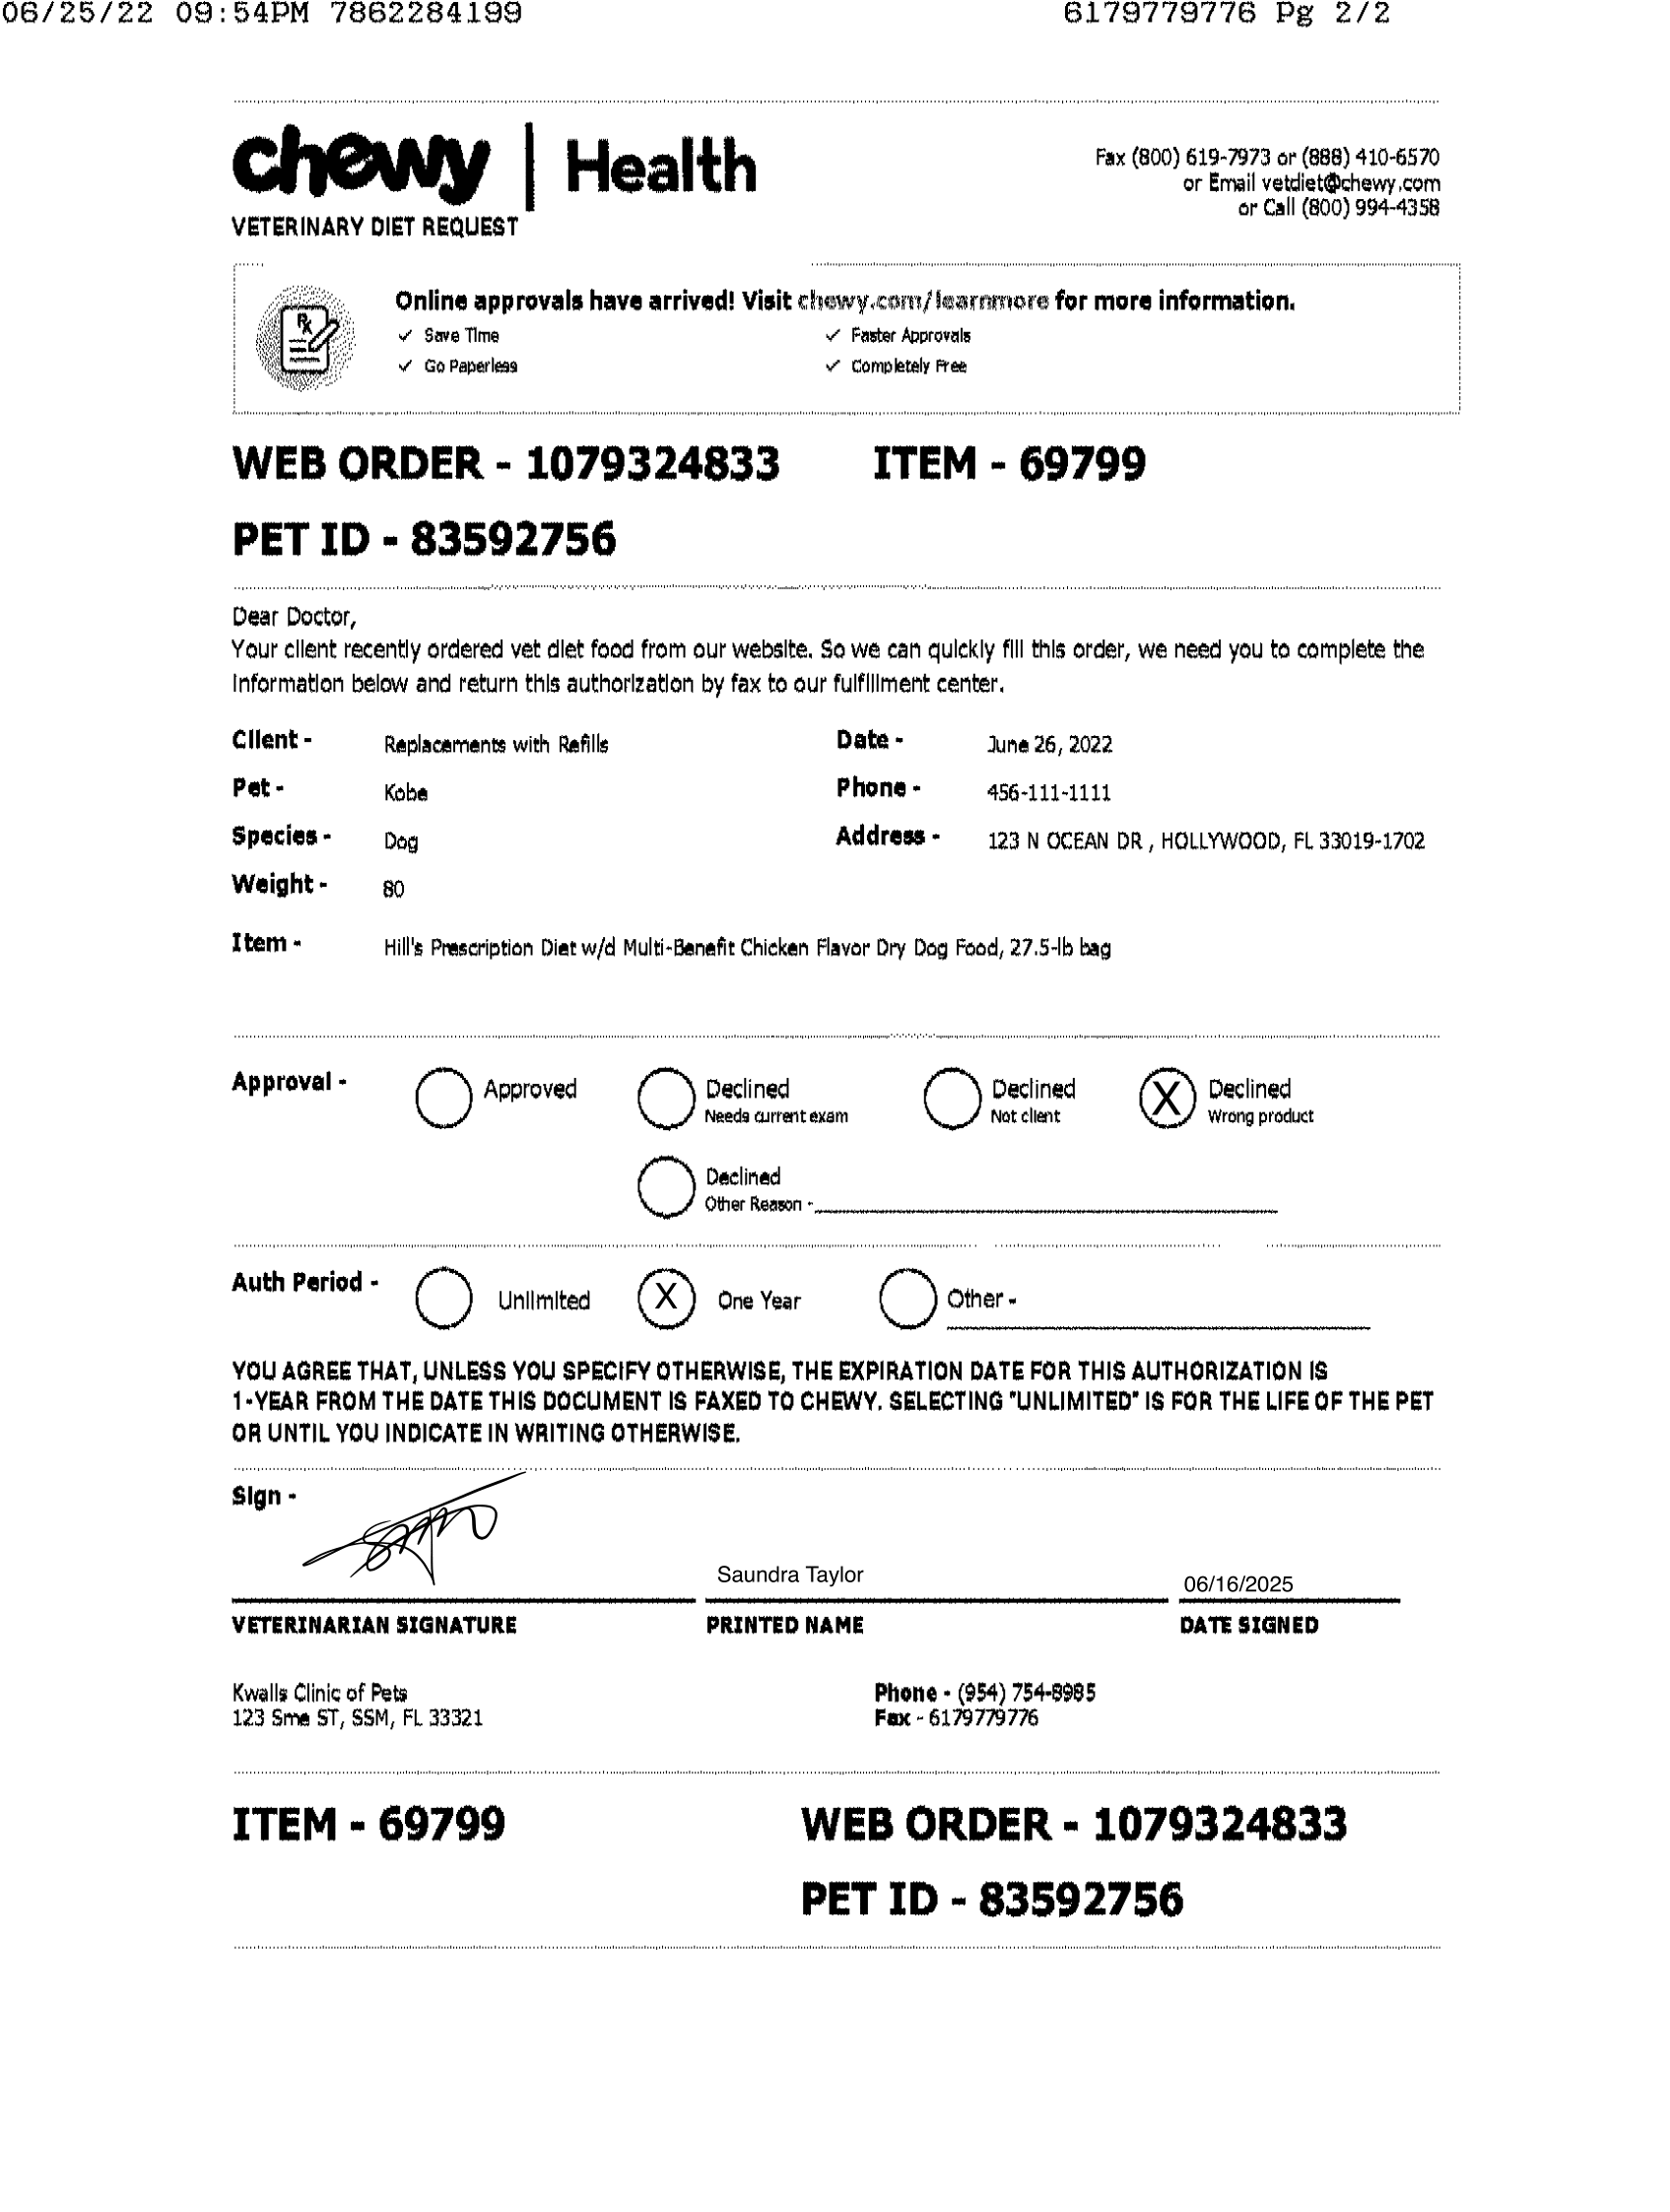 06/25/22 09:54PM 7862284199 6179779776 Pg 2/2
chewy | Health
Fax (800) 619-7973 or (888) 410-6570
or Email vetdiet@chewy.com
or Call (800) 994-4358
VETERINARY DIET REQUEST
Online approvals have arrived! Visit chewy.com/learnmore for more information.
✓ Save Time ✓ Faster Approvals
✓ Go Paperless ✓ Completely Free
WEB ORDER - 1079324833 ITEM - 69799
PET ID - 83592756
Dear Doctor,
Your client recently ordered vet diet food from our website. So we can quickly fill this order, we need you to complete the
information below and return this authorization by fax to our fulfillment center.
Client - Replacements with Refills Date - June 26, 2022
Pet - Kobe Phone - 456-111-1111
Species - Dog Address - 123 N OCEAN DR , HOLLYWOOD, FL 33019-1702
Weight - 80
Item - Hill's Prescription Diet w/d Multi-Benefit Chicken Flavor Dry Dog Food, 27.5-lb bag
Approval - Approved Declined Declined X Declined
Needs current exam Not client Wrong product
Declined
Other Reason -
Auth Period - Unlimited X One Year Other -
YOU AGREE THAT, UNLESS YOU SPECIFY OTHERWISE, THE EXPIRATION DATE FOR THIS AUTHORIZATION IS
1-YEAR FROM THE DATE THIS DOCUMENT IS FAXED TO CHEWY. SELECTING "UNLIMITED" IS FOR THE LIFE OF THE PET
OR UNTIL YOU INDICATE IN WRITING OTHERWISE.
Sign -
Saundra Taylor 06/16/2025
VETERINARIAN SIGNATURE PRINTED NAME DATE SIGNED
Kwalls Clinic of Pets Phone - (954) 754-8985
123 Sme ST, SSM, FL 33321 Fax - 6179779776
ITEM - 69799 WEB ORDER - 1079324833
PET ID - 83592756